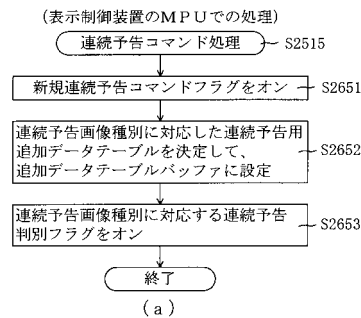 (表示制御装置のMPUでの処理)
連続予告コマンド処理
S2515
新規連続予告コマンドフラグをオン
S2651
連続予告画像種別に対応した連続予告用
追加データテーブルを決定して、
追加データテーブルバッファに設定
S2652
連続予告画像種別に対応する連続予告
判別フラグをオン
S2653
終了
(a)